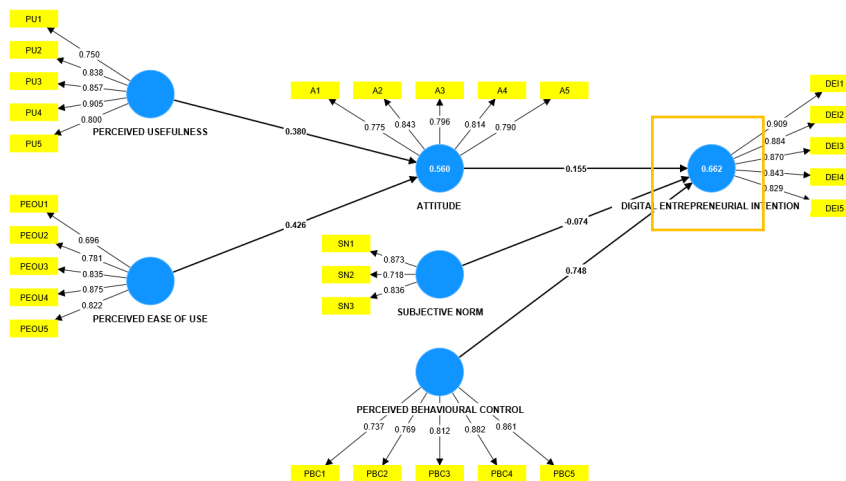 PU1
PU2
PU3
PU4
PU5
0.750
0.838
0.857
0.905
0.800
PERCEIVED USEFULNESS
0.380
A1
A2
A3
A4
A5
0.775
0.843
0.796
0.814
0.790
0.560
ATTITUDE
0.155
0.662
DIGITAL ENTREPRENEURIAL INTENTION
DEI1
DEI2
DEI3
DEI4
DEI5
0.909
0.884
0.870
0.843
0.829
PEOU1
PEOU2
PEOU3
PEOU4
PEOU5
0.696
0.781
0.835
0.875
0.822
PERCEIVED EASE OF USE
0.426
SN1
SN2
SN3
0.873
0.718
0.836
SUBJECTIVE NORM
-0.074
0.748
PERCEIVED BEHAVIOURAL CONTROL
0.737
0.769
0.812
0.882
0.861
PBC1
PBC2
PBC3
PBC4
PBC5